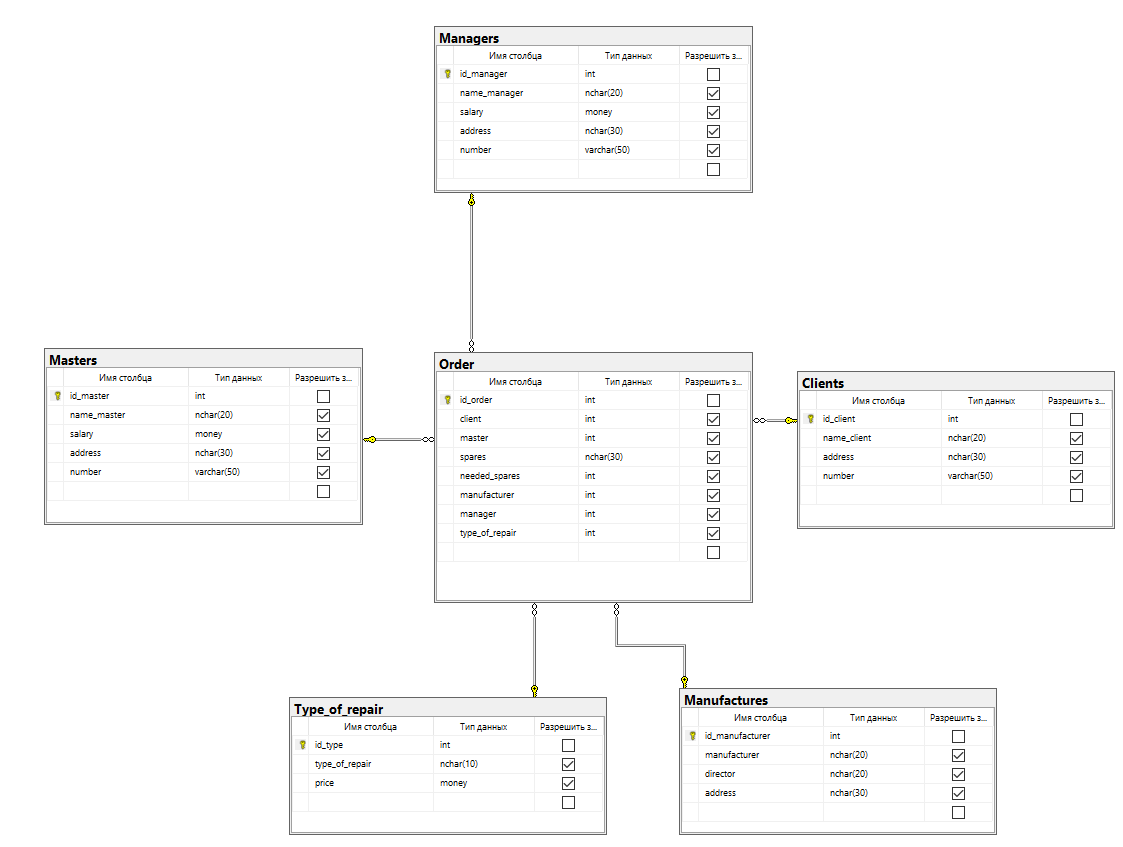 Managers
Имя столбца Тип данных Разрешить з...
id_manager int
name_manager nchar(20)
salary money
address nchar(30)
number varchar(50)
Masters
Имя столбца Тип данных Разрешить з...
id_master int
name_master nchar(20)
salary money
address nchar(30)
number varchar(50)
Order
Имя столбца Тип данных Разрешить з...
id_order int
client int
master int
spares nchar(30)
needed_spares int
manufacturer int
manager int
type_of_repair int
Clients
Имя столбца Тип данных Разрешить з...
id_client int
name_client nchar(20)
address nchar(30)
number varchar(50)
Type_of_repair
Имя столбца Тип данных Разрешить з...
id_type int
type_of_repair nchar(10)
price money
Manufactures
Имя столбца Тип данных Разрешить з...
id_manufacturer int
manufacturer nchar(20)
director nchar(20)
address nchar(30)